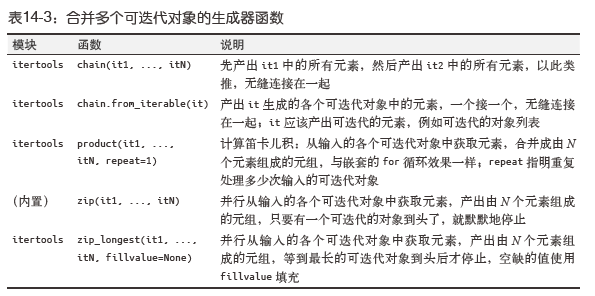 表14-3：合并多个可迭代对象的生成器函数
模块 函数 说明
itertools chain(it1, ..., itN) 先产出 it1 中的所有元素，然后产出 it2 中的所有元素，以此类
推，无缝连接在一起
itertools chain.from_iterable(it) 产出 it 生成的各个可迭代对象中的元素，一个接一个，无缝连接
在一起；it 应该产出可迭代的元素，例如可迭代的对象列表
itertools product(it1, ..., 计算笛卡儿积：从输入的各个可迭代对象中获取元素，合并成由 N
itN, repeat=1) 个元素组成的元组，与嵌套的 for 循环效果一样；repeat 指明重复
处理多少次输入的可迭代对象
（内置） zip(it1, ..., itN) 并行从输入的各个可迭代对象中获取元素，产出由 N 个元素组成
的元组，只要有一个可迭代的对象到头了，就默默地停止
itertools zip_longest(it1, ..., 并行从输入的各个可迭代对象中获取元素，产出由 N 个元素组
itN, fillvalue=None) 成的元组，等到最长的可迭代对象到头后才停止，空缺的值使用
fillvalue 填充